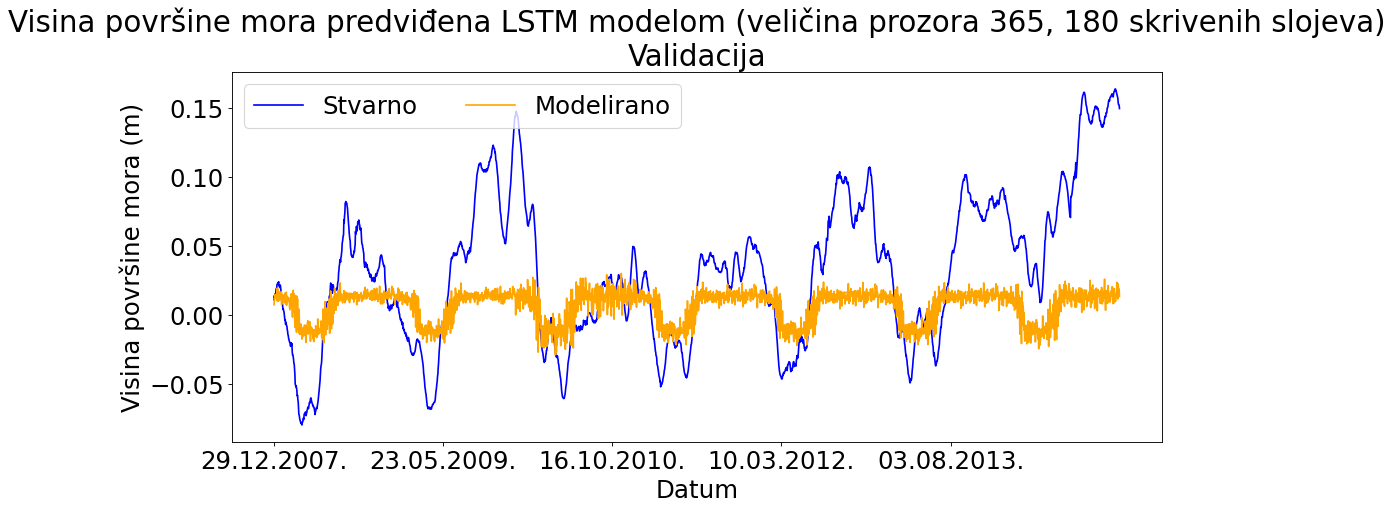 Visina površine mora predviđena LSTM modelom (veličina prozora 365, 180 skrivenih slojeva)
Validacija
Stvarno Modelirano
Visina površine mora (m)
0.15
0.10
0.05
0.00
−0.05
29.12.2007. 23.05.2009. 16.10.2010. 10.03.2012. 03.08.2013.
Datum